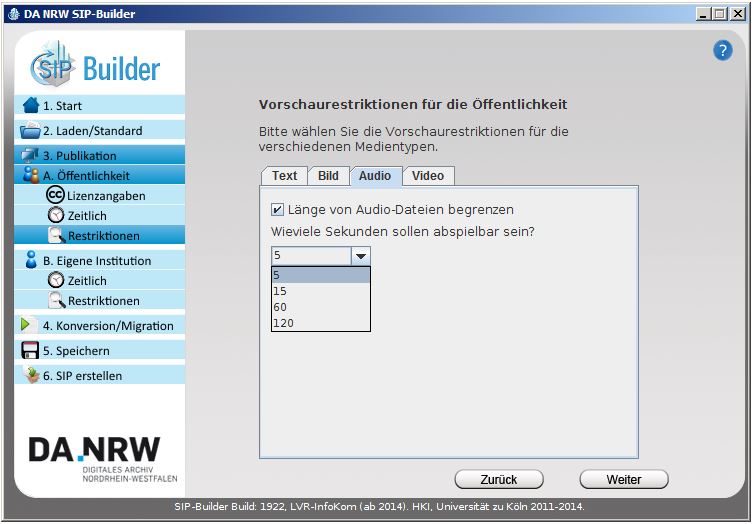 DA NRW SIP-Builder
SIP Builder
?
1. Start
2. Laden/Standard
3. Publikation
A. Öffentlichkeit
CC Lizenzangaben
Zeitlich
Restriktionen
B. Eigene Institution
Zeitlich
Restriktionen
4. Konversion/Migration
5. Speichern
6. SIP erstellen
DA.NRW
DIGITALES ARCHIV
NORDRHEIN-WESTFALEN
Vorschaurestriktionen für die Öffentlichkeit
Bitte wählen Sie die Vorschaurestriktionen für die
verschiedenen Medientypen.
Text Bild Audio Video
Länge von Audio-Dateien begrenzen
Wieviele Sekunden sollen abspielbar sein?
5
5
15
60
120
Zurück Weiter
SIP-Builder Build: 1922, LVR-InfoKom (ab 2014). HKI, Universität zu Köln 2011-2014.